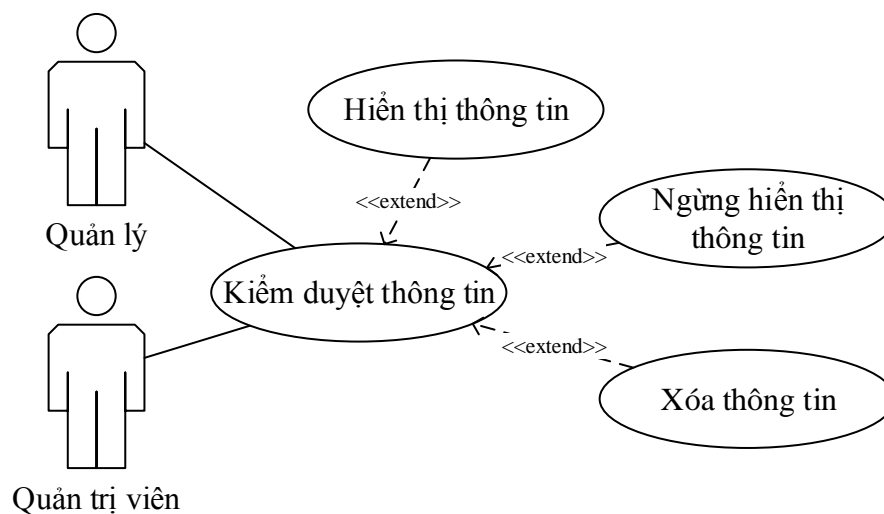 Hiển thị thông tin
<<extend>>
Quản lý
Ngừng hiển thị
thông tin
<<extend>>
Kiểm duyệt thông tin
<<extend>>
Xóa thông tin
Quản trị viên